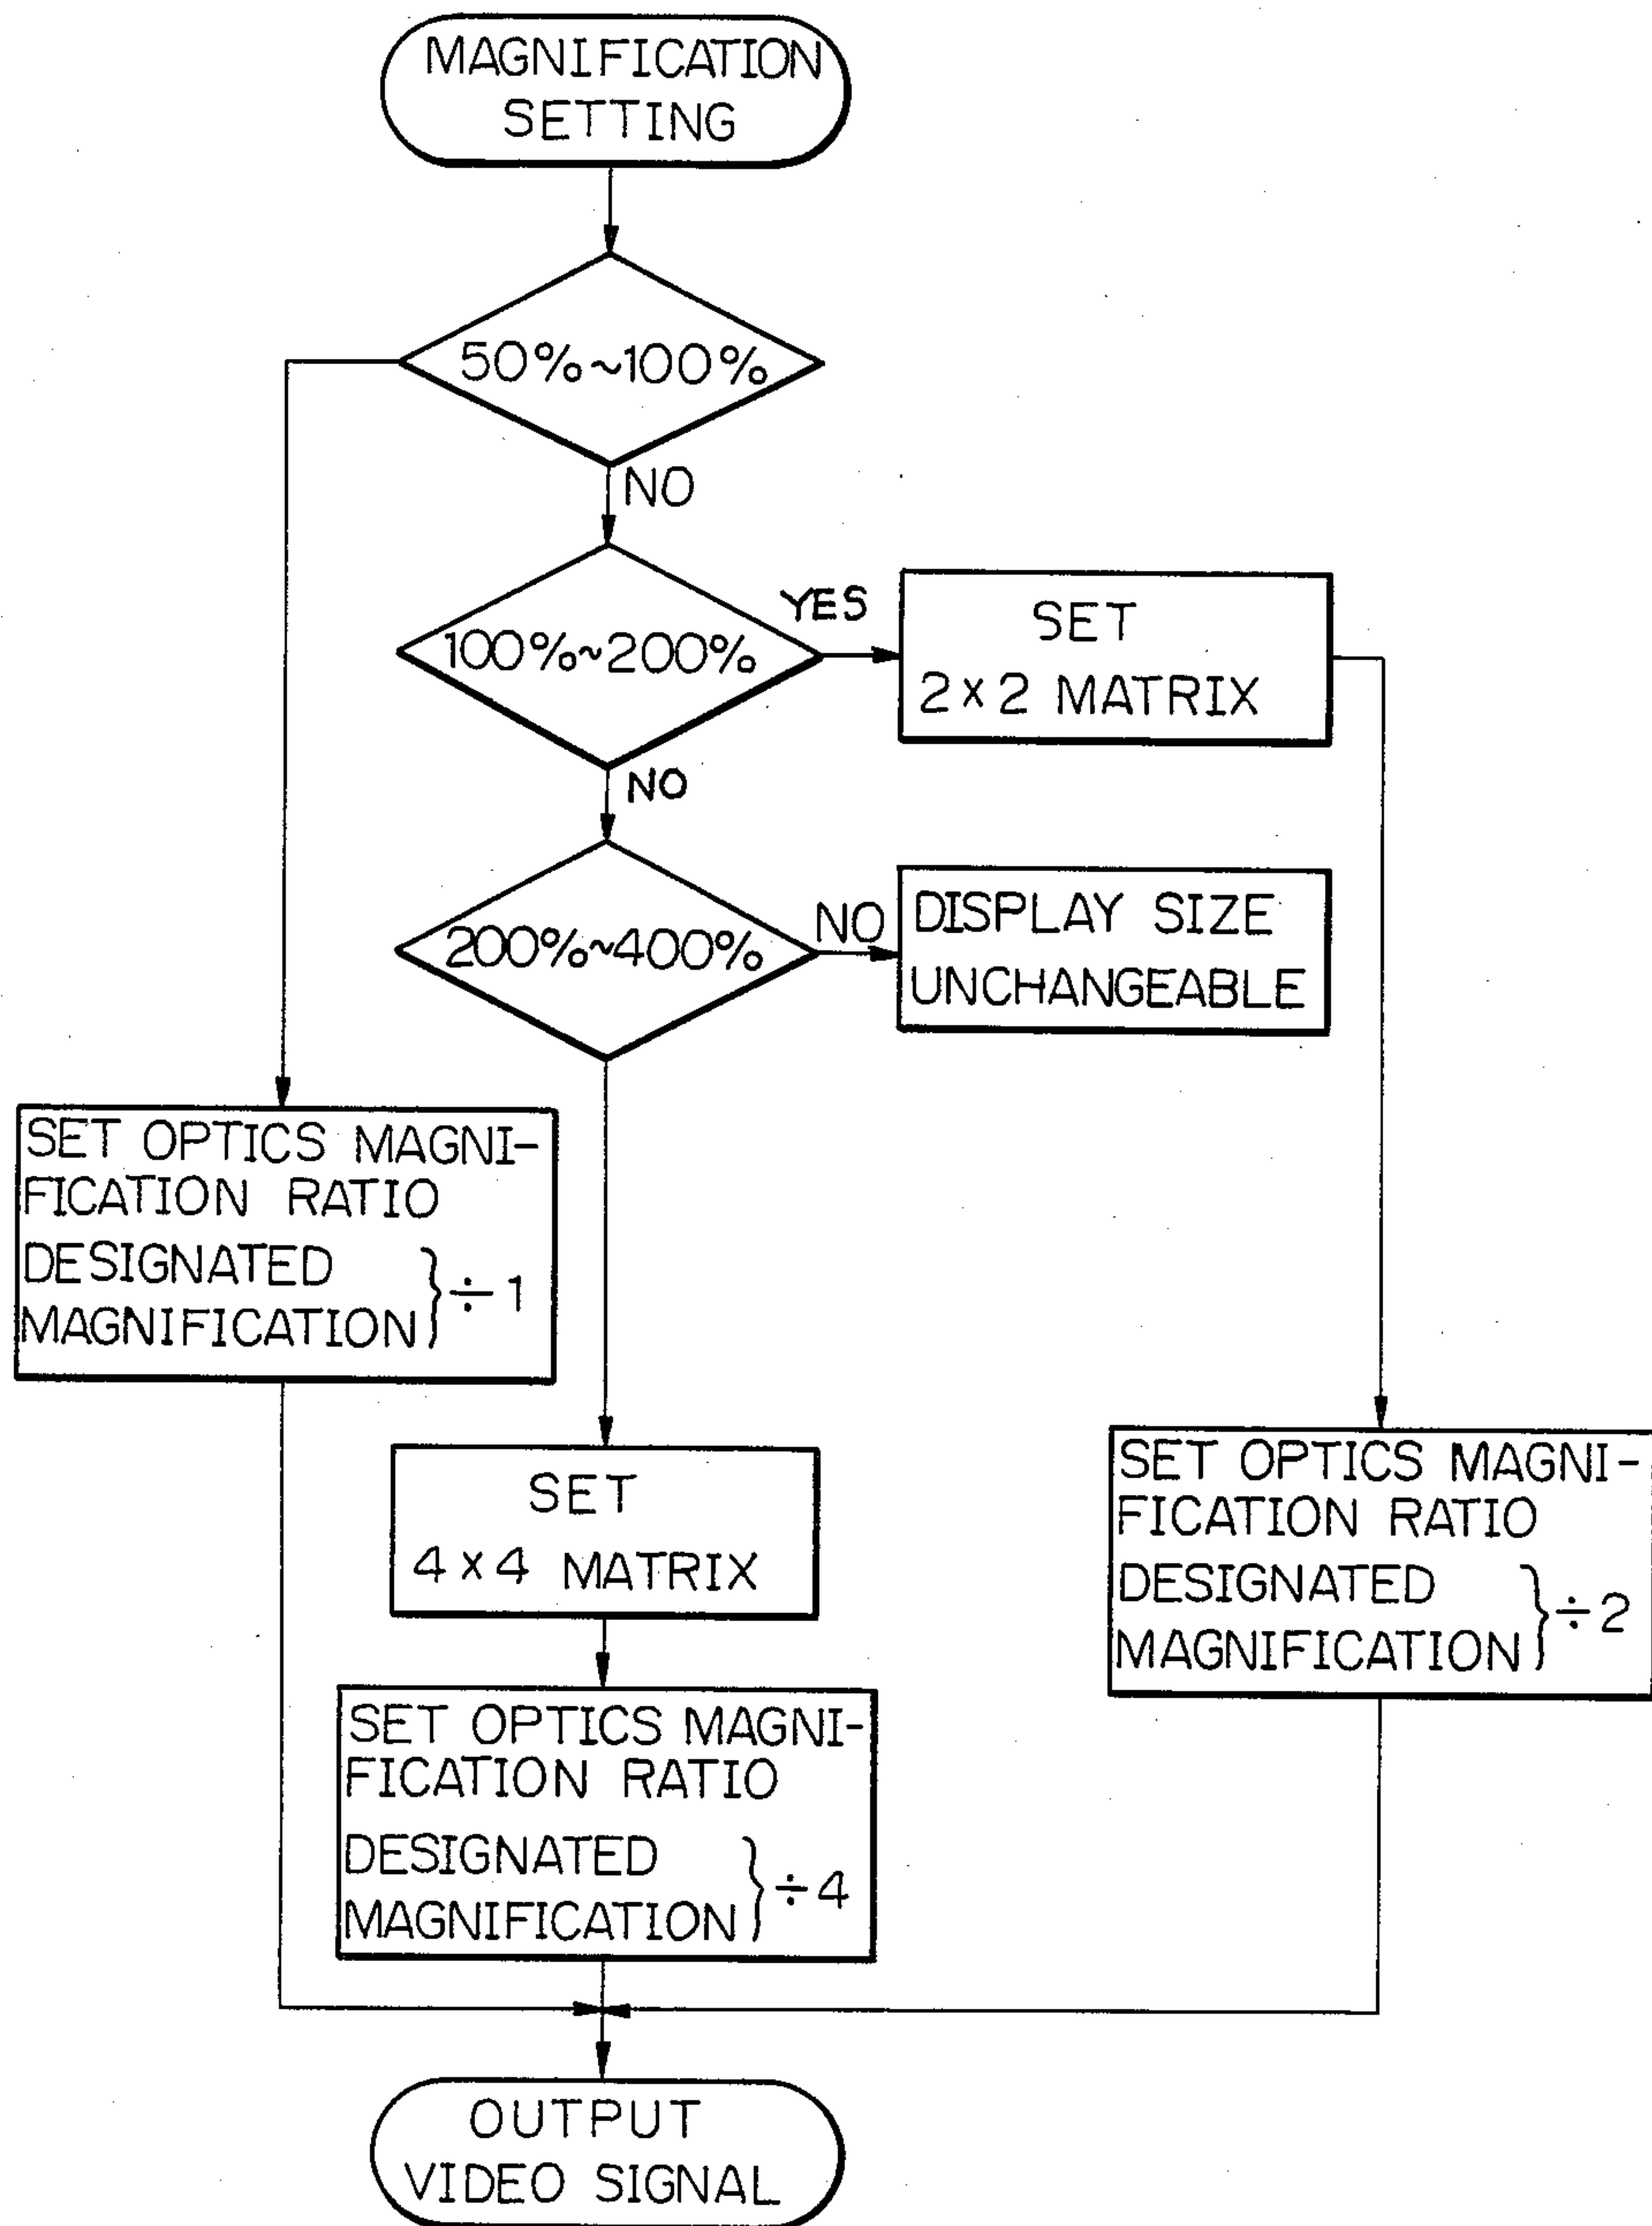 MAGNIFICATION
SETTING
50%~100%
NO
100%~200%
YES
SET
2×2 MATRIX
NO
200%~400%
NO
DISPLAY SIZE
UNCHANGEABLE
SET OPTICS MAGNI-
FICATION RATIO
DESIGNATED
MAGNIFICATION } ÷1
SET
4×4 MATRIX
SET OPTICS MAGNI-
FICATION RATIO
DESIGNATED
MAGNIFICATION } ÷2
SET OPTICS MAGNI-
FICATION RATIO
DESIGNATED
MAGNIFICATION } ÷4
OUTPUT
VIDEO SIGNAL